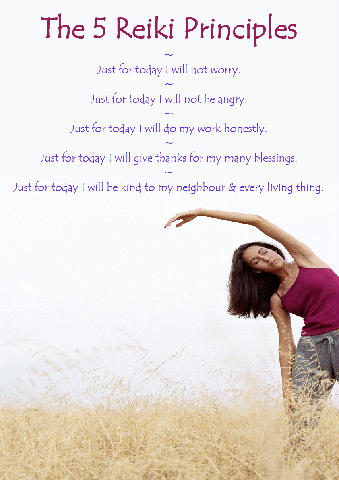 The 5 Reiki Principles
~
Just for today I will not worry.
~
Just for today I will not be angry.
~
Just for today I will do my work honestly.
~
Just for today I will give thanks for my many blessings.
~
Just for today I will be kind to my neighbour & every living thing.